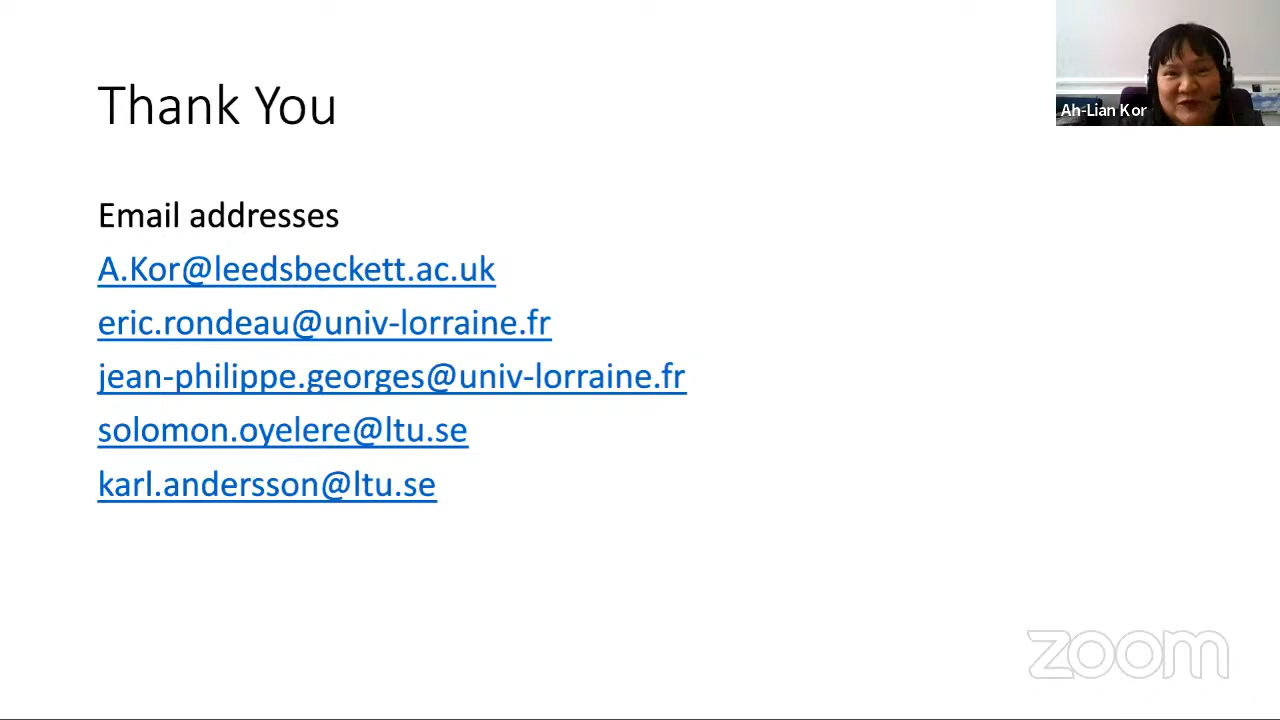 Thank You
Ah-Lian Kor
Email addresses
A.Kor@leedsbeckett.ac.uk
eric.rondeau@univ-lorraine.fr
jean-philippe.georges@univ-lorraine.fr
solomon.oyelere@ltu.se
karl.andersson@ltu.se
zoom